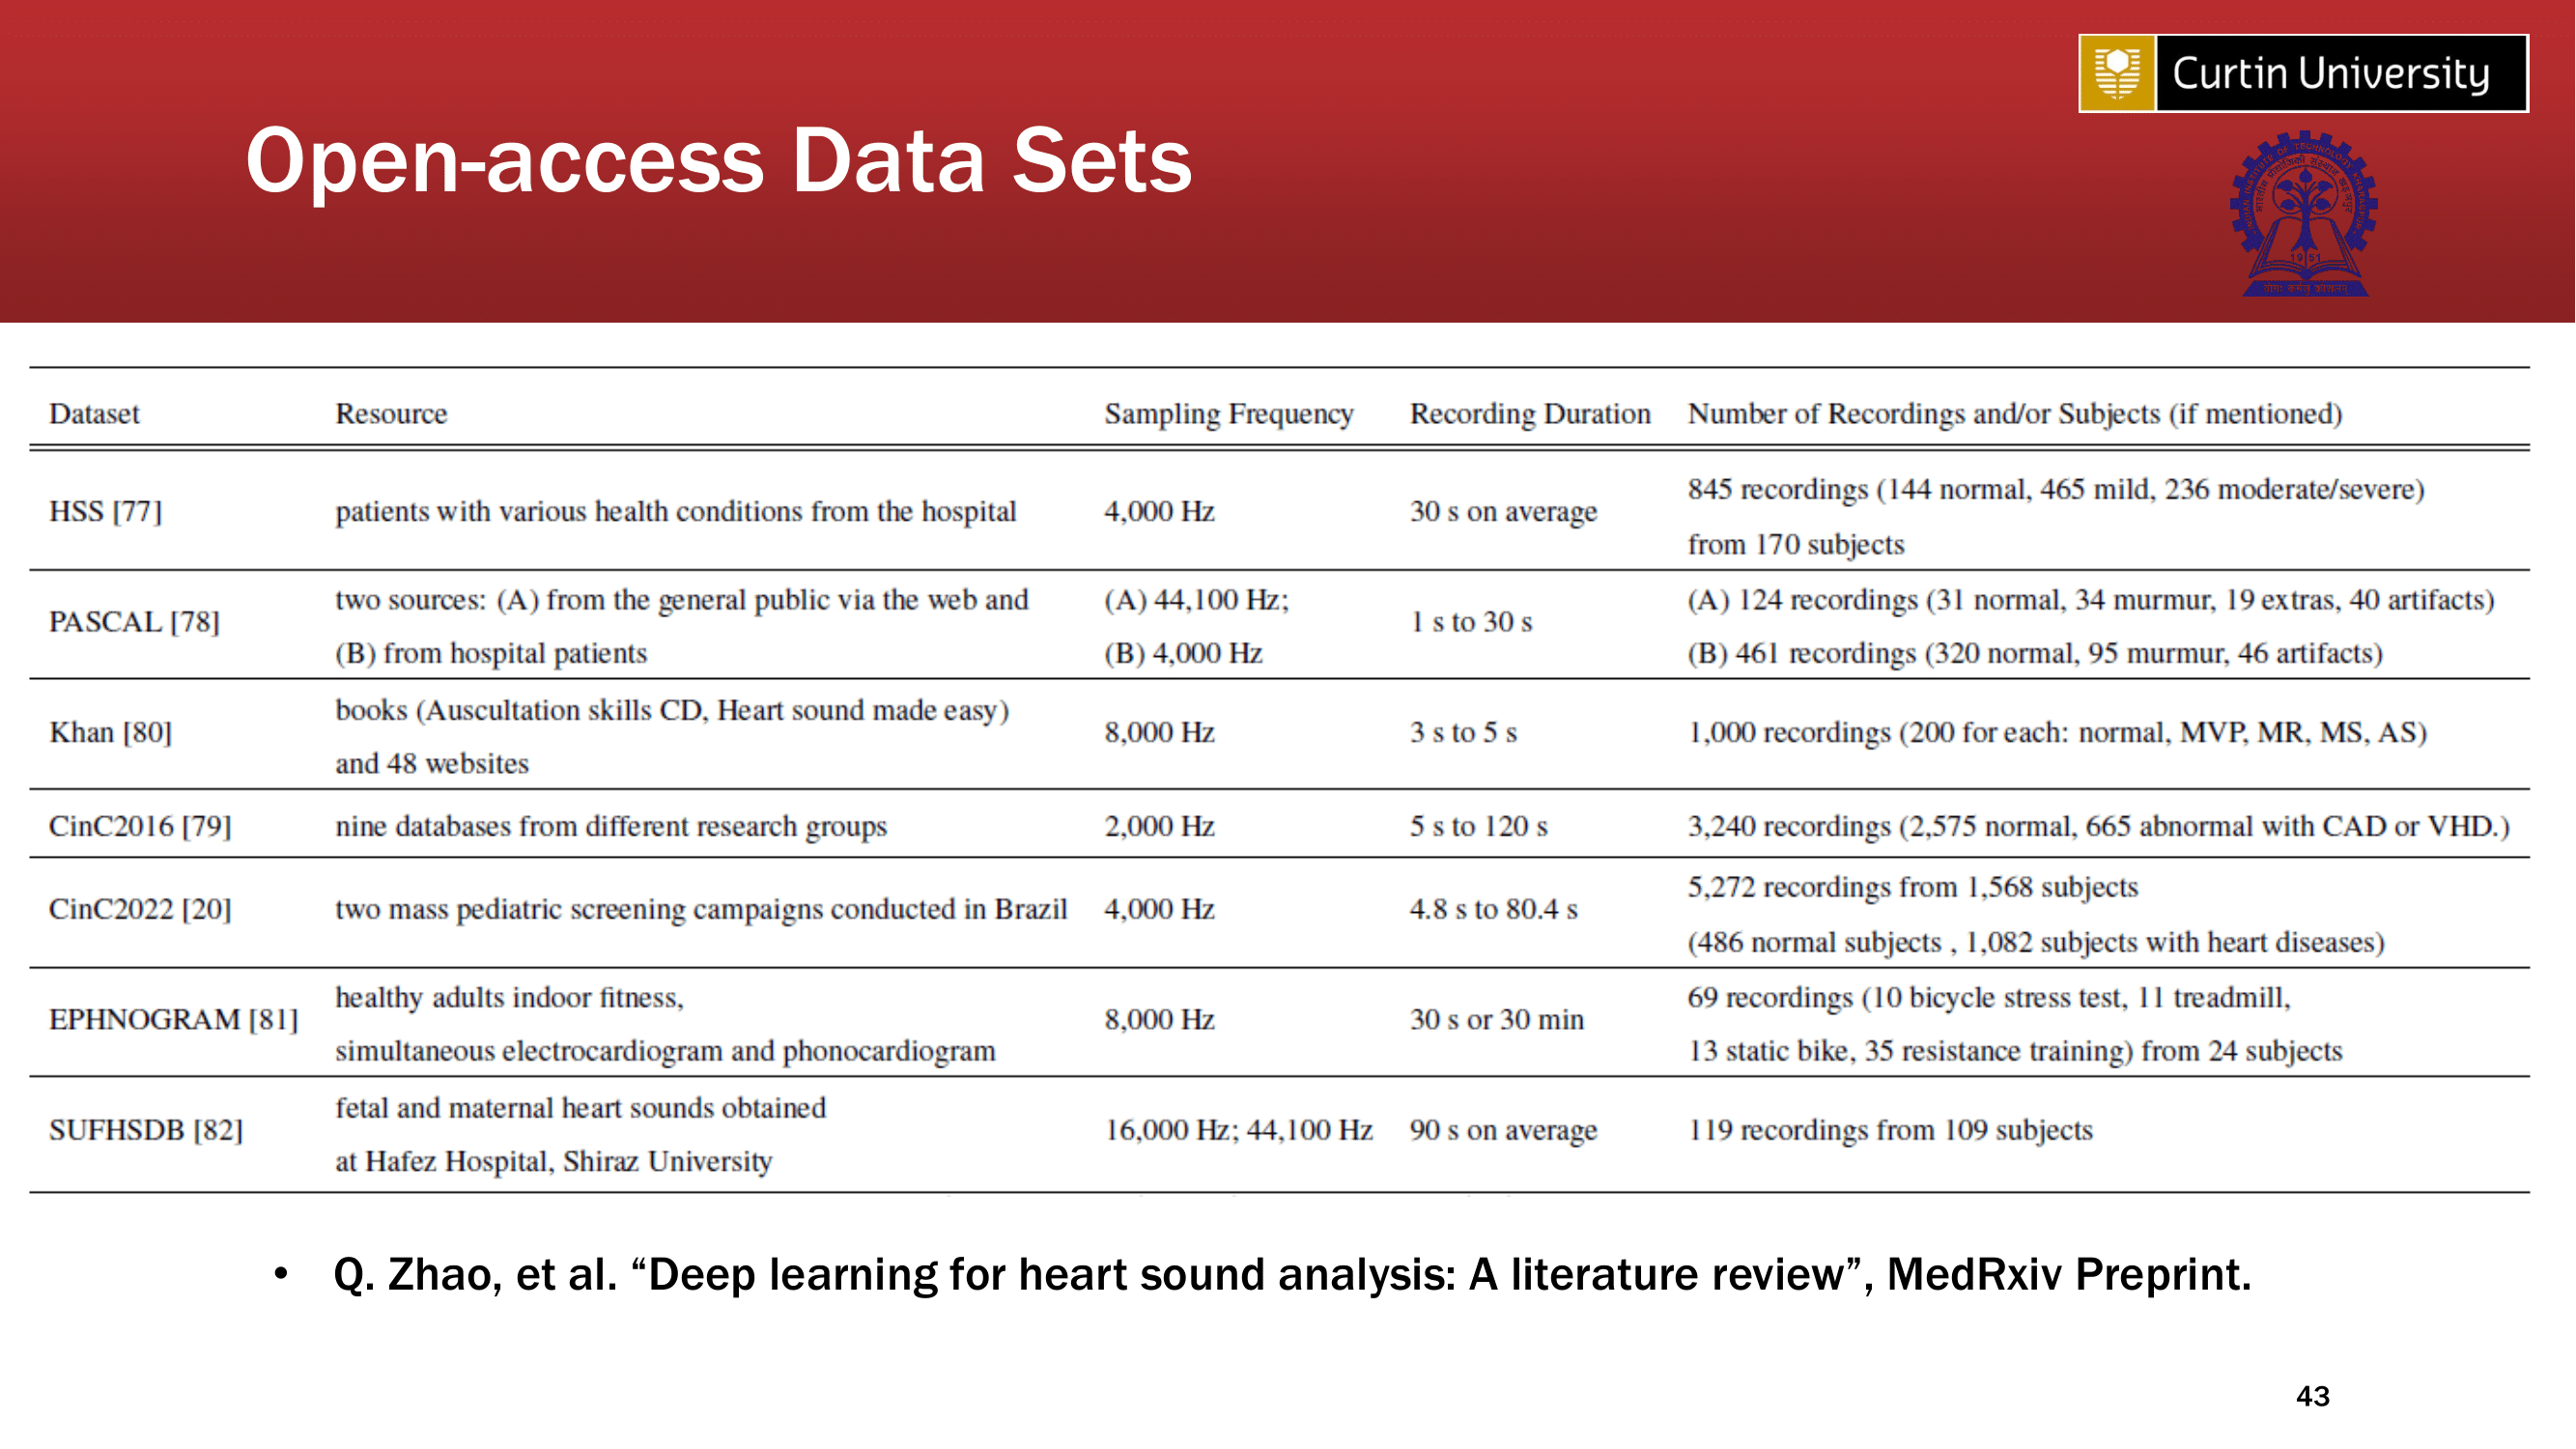 Curtin University
Open-access Data Sets
1951
Dataset Resource Sampling Frequency Recording Duration Number of Recordings and/or Subjects (if mentioned)
HSS [77] patients with various health conditions from the hospital 4,000 Hz 30 s on average 845 recordings (144 normal, 465 mild, 236 moderate/severe)
from 170 subjects
PASCAL [78] two sources: (A) from the general public via the web and
(B) from hospital patients
(A) 44,100 Hz;
(B) 4,000 Hz
1 s to 30 s
(A) 124 recordings (31 normal, 34 murmur, 19 extras, 40 artifacts)
(B) 461 recordings (320 normal, 95 murmur, 46 artifacts)
Khan [80] books (Auscultation skills CD, Heart sound made easy)
and 48 websites
8,000 Hz 3 s to 5 s 1,000 recordings (200 for each: normal, MVP, MR, MS, AS)
CinC2016 [79] nine databases from different research groups 2,000 Hz 5 s to 120 s 3,240 recordings (2,575 normal, 665 abnormal with CAD or VHD.)
CinC2022 [20] two mass pediatric screening campaigns conducted in Brazil 4,000 Hz 4.8 s to 80.4 s 5,272 recordings from 1,568 subjects
(486 normal subjects , 1,082 subjects with heart diseases)
EPHNOGRAM [81] healthy adults indoor fitness,
simultaneous electrocardiogram and phonocardiogram
8,000 Hz 30 s or 30 min 69 recordings (10 bicycle stress test, 11 treadmill,
13 static bike, 35 resistance training) from 24 subjects
SUFHSDB [82] fetal and maternal heart sounds obtained
at Hafez Hospital, Shiraz University
16,000 Hz; 44,100 Hz 90 s on average 119 recordings from 109 subjects
• Q. Zhao, et al. “Deep learning for heart sound analysis: A literature review”, MedRxiv Preprint.
43